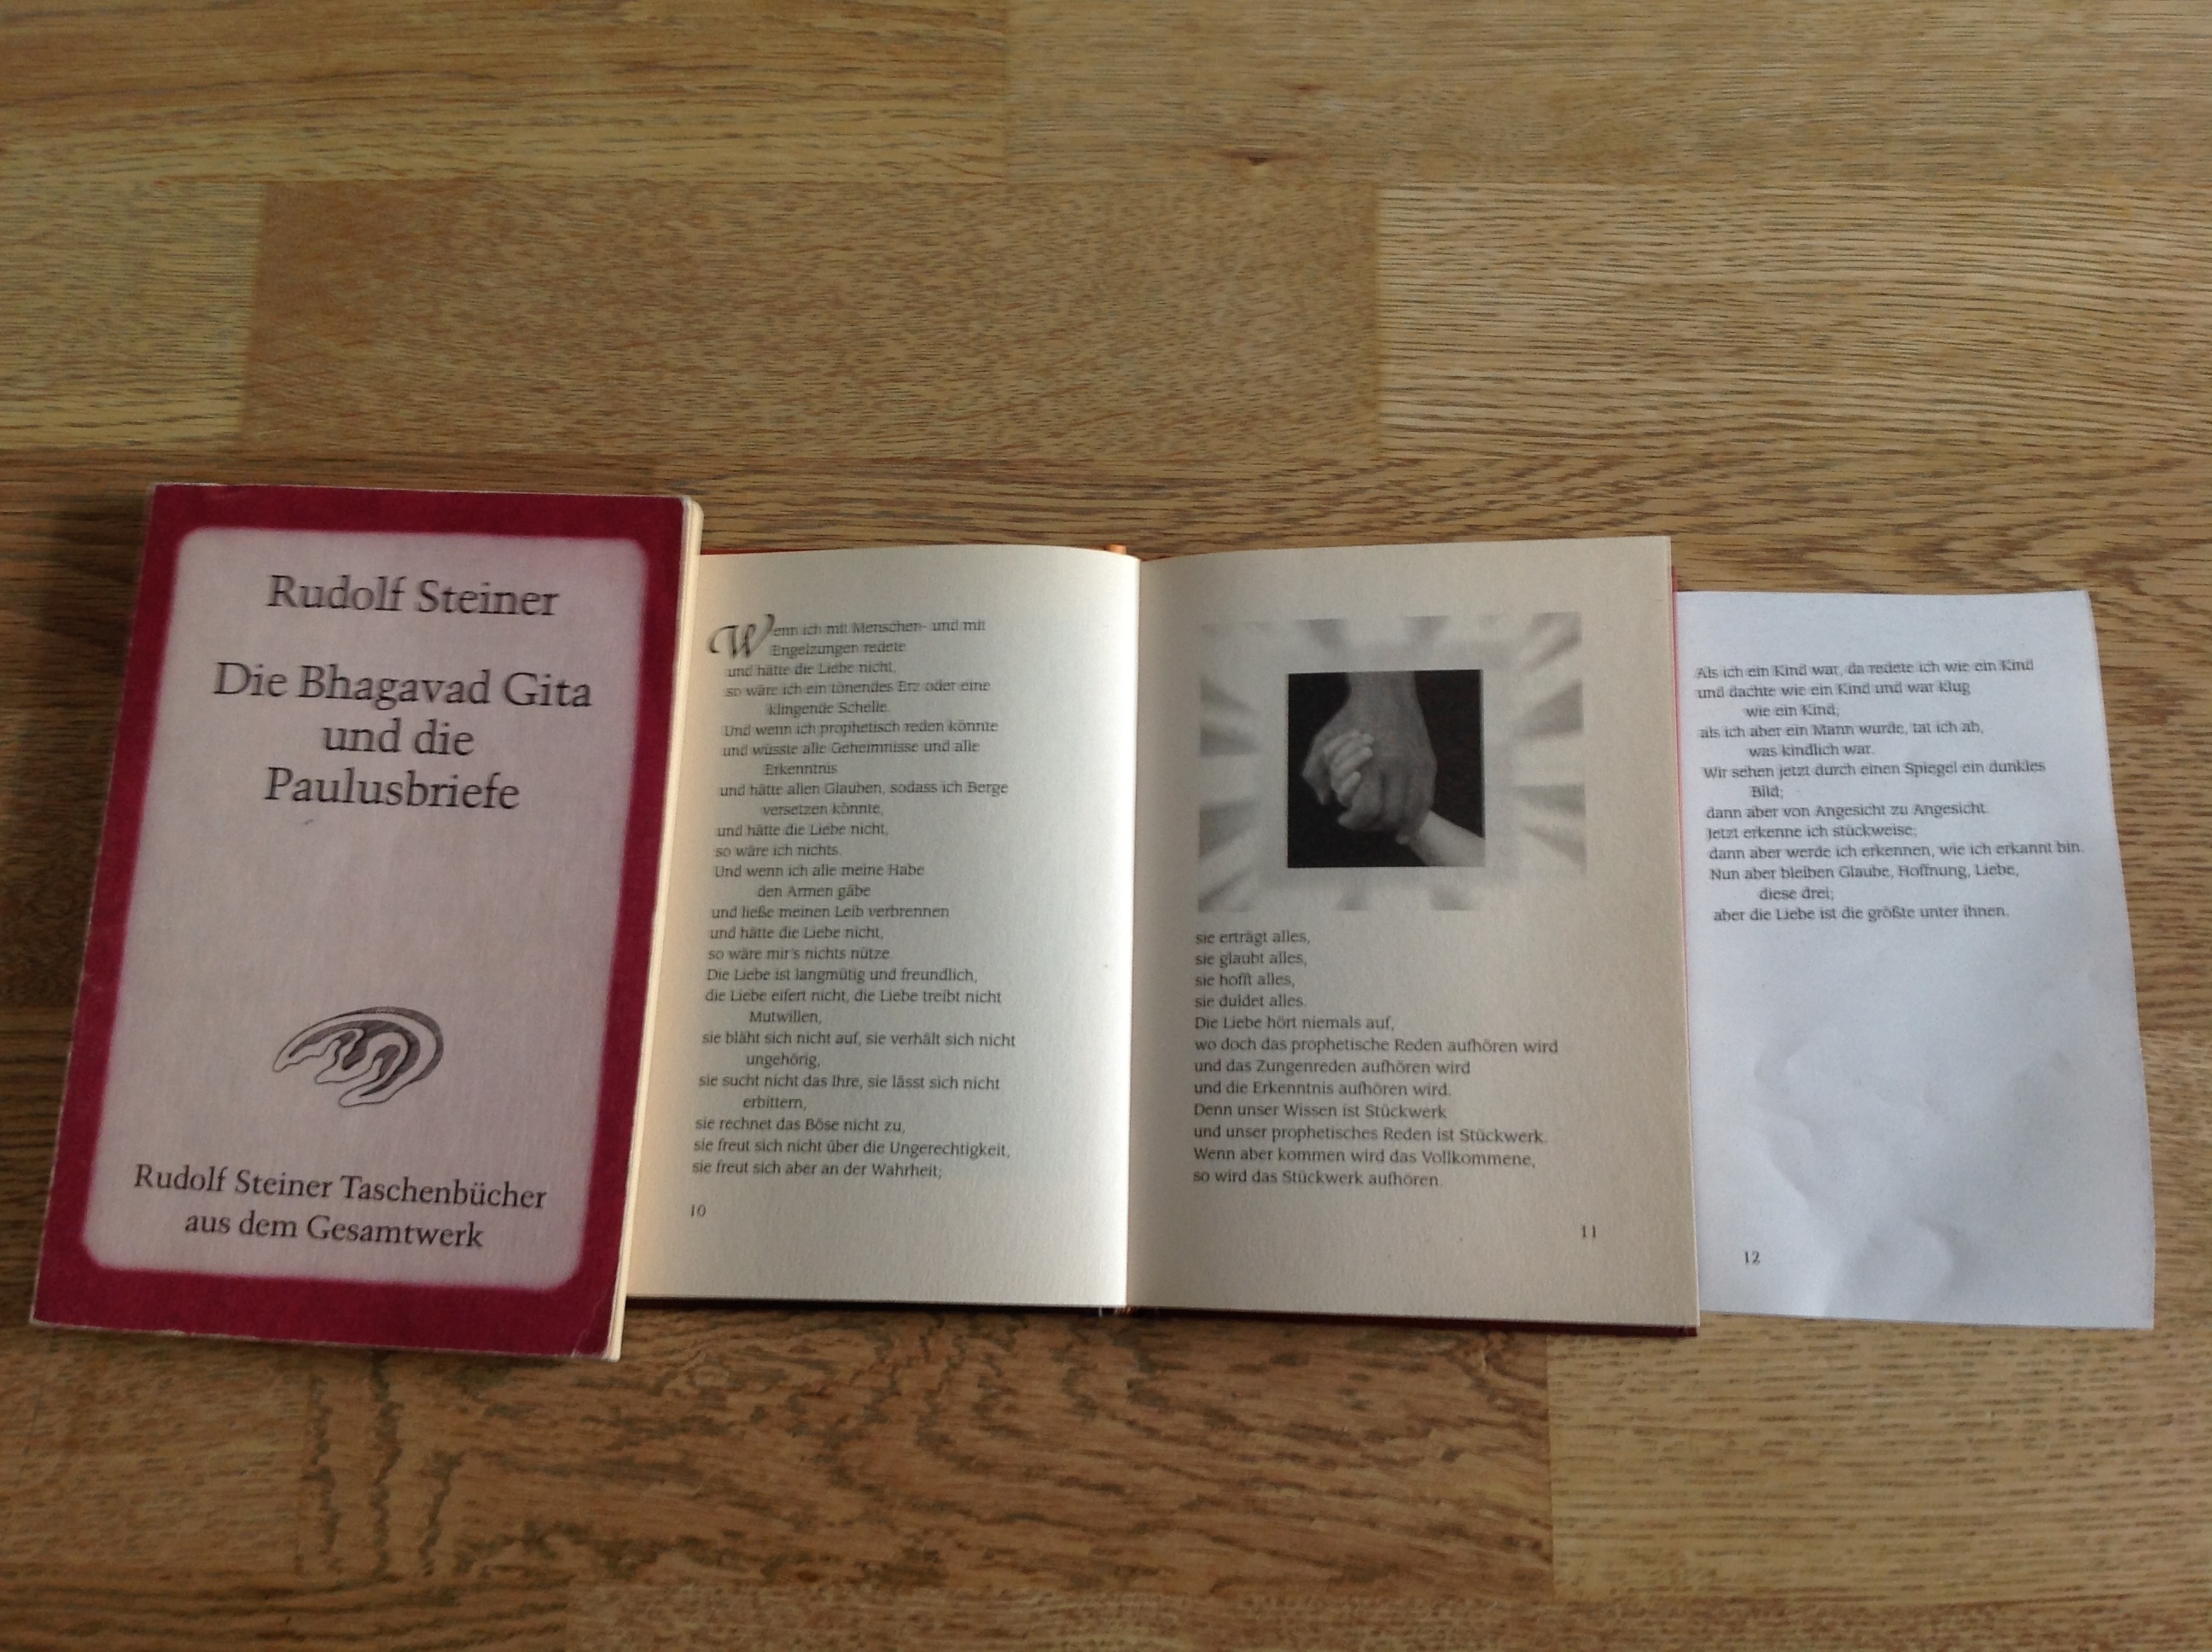 Rudolf Steiner
Die Bhagavad Gita
und die
Paulusbriefe
Rudolf Steiner Taschenbücher
aus dem Gesamtwerk
Wenn ich mit Menschen- und mit
Engelzungen redete
und hätte die Liebe nicht,
so wäre ich ein tönendes Erz oder eine
klingende Schelle.
Und wenn ich prophetisch reden könnte
und wüsste alle Geheimnisse und alle
Erkenntnis
und hätte allen Glauben, sodass ich Berge
versetzen könnte,
und hätte die Liebe nicht,
so wäre ich nichts.
Und wenn ich alle meine Habe
den Armen gäbe
und ließe meinen Leib verbrennen
und hätte die Liebe nicht,
so wäre mir's nichts nütze.
Die Liebe ist langmütig und freundlich,
die Liebe eifert nicht, die Liebe treibt nicht
Mutwillen,
sie bläht sich nicht auf, sie verhält sich nicht
ungehörig,
sie sucht nicht das Ihre, sie lässt sich nicht
erbittern,
sie rechnet das Böse nicht zu,
sie freut sich nicht über die Ungerechtigkeit,
sie freut sich aber an der Wahrheit;
10
sie erträgt alles,
sie glaubt alles,
sie hofft alles,
sie duldet alles.
Die Liebe hört niemals auf,
wo doch das prophetische Reden aufhören wird
und das Zungenreden aufhören wird
und die Erkenntnis aufhören wird.
Denn unser Wissen ist Stückwerk
und unser prophetisches Reden ist Stückwerk.
Wenn aber kommen wird das Vollkommene,
so wird das Stückwerk aufhören.
11
Als ich ein Kind war, da redete ich wie ein Kind
und dachte wie ein Kind und war klug
wie ein Kind;
als ich aber ein Mann wurde, tat ich ab,
was kindlich war.
Wir sehen jetzt durch einen Spiegel ein dunkles
Bild;
dann aber von Angesicht zu Angesicht.
Jetzt erkenne ich stückweise;
dann aber werde ich erkennen, wie ich erkannt bin.
Nun aber bleiben Glaube, Hoffnung, Liebe,
diese drei;
aber die Liebe ist die größte unter ihnen.
12